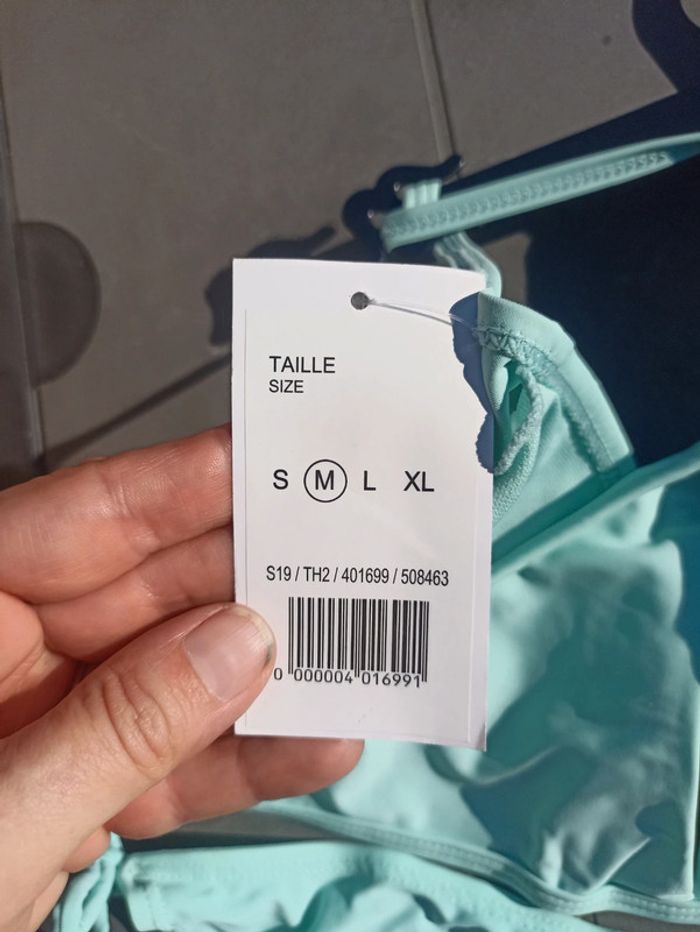 TAILLE
SIZE
S M L XL
S19 / TH2 / 401699 / 508463
0 000004 016991